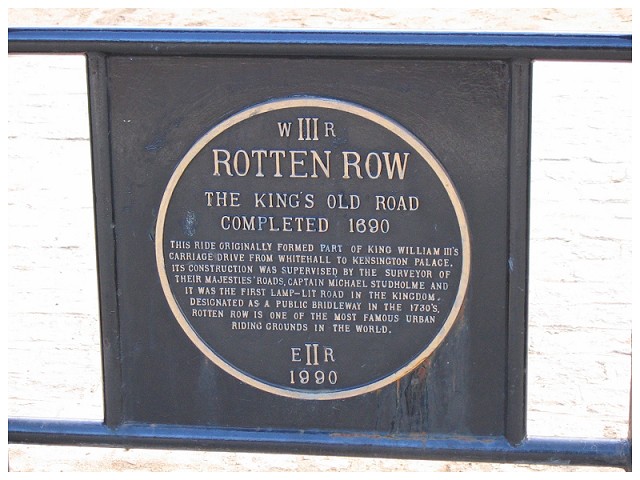 W III R
ROTTEN ROW
THE KING'S OLD ROAD
COMPLETED 1690
THIS RIDE ORIGINALLY FORMED PART OF KING WILLIAM III'S
CARRIAGE DRIVE FROM WHITEHALL TO KENSINGTON PALACE.
ITS CONSTRUCTION WAS SUPERVISED BY THE SURVEYOR OF
THEIR MAJESTIES' ROADS, CAPTAIN MICHAEL STUDHOLME AND
IT WAS THE FIRST LAMP-LIT ROAD IN THE KINGDOM.
DESIGNATED AS A PUBLIC BRIDLEWAY IN THE 1730'S,
ROTTEN ROW IS ONE OF THE MOST FAMOUS URBAN
RIDING GROUNDS IN THE WORLD.
E II R
1990